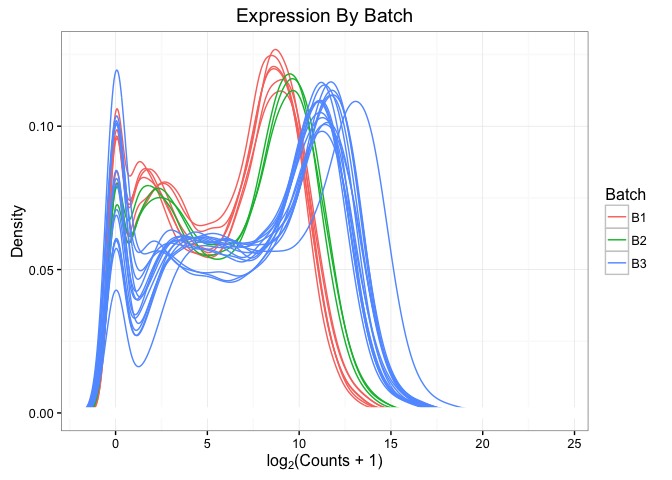 Expression By Batch
Density
0.10
0.05
0.00
0 5 10 15 20 25
log₂(Counts + 1)
Batch
B1
B2
B3